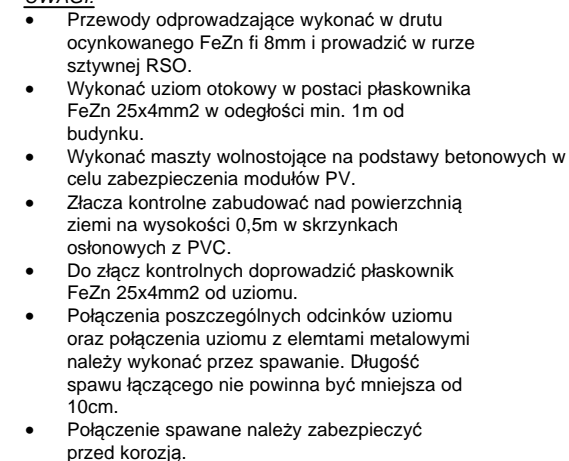 UWAGI:
• Przewody odprowadzające wykonać w drutu
ocynkowanego FeZn fi 8mm i prowadzić w rurze
sztywnej RSO.
• Wykonać uziom otokowy w postaci płaskownika
FeZn 25x4mm2 w odegłości min. 1m od
budynku.
• Wykonać maszty wolnostojące na podstawy betonowych w
celu zabezpieczenia modułów PV.
• Złacza kontrolne zabudować nad powierzchnią
ziemi na wysokości 0,5m w skrzynkach
osłonowych z PVC.
• Do złącz kontrolnych doprowadzić płaskownik
FeZn 25x4mm2 od uziomu.
• Połączenia poszczególnych odcinków uziomu
oraz połączenia uziomu z elemtami metalowymi
należy wykonać przez spawanie. Długość
spawu łączącego nie powinna być mniejsza od
10cm.
• Połączenie spawane należy zabezpieczyć
przed korozją.